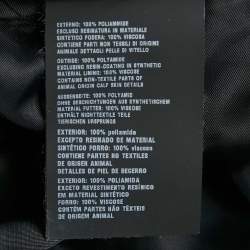 EXTERNO: 100% POLIAMMIDE
ESCLUSO RESINATURA IN MATERIALE
SINTETICO FODERA: 100% VISCOSA
CONTIENE PARTI NON TESSILI DI ORIGINE
ANIMALE DETTAGLI PELLE DI VITELLO
OUTSIDE: 100% POLYAMIDE
EXCLUDING RESIN-COATING IN SYNTHETIC
MATERIAL LINING: 100% VISCOSE
CONTAINS NON-TEXTILE PARTS OF
ANIMAL ORIGIN CALF SKIN DETAILS
AUSSENSEITE: 100% POLYAMID
OHNE BESCHICHTUNGEN AUS SYNTHETISCHEM
MATERIAL FUTTER: 100% VISKOSE
ENTHÄLT NICHTTEXTILE TEILE
TIERISCHEN URSPRUNGS
EXTERIOR: 100% poliamida
EXCEPTO RESINADO DE MATERIAL
SINTÉTICO FORRO: 100% VISCOSA
CONTIENE PARTES NO TEXTILES
DE ORIGEN ANIMAL
DETALLES DE PIEL DE BECERRO
EXTERIOR: 100% POLIAMIDA
EXCETO REVESTIMENTO RESÍNICO
EM MATERIAL SINTÉTICO
FORRO: 100% VISCOSE
CONTÉM PARTES NÃO TÊXTEIS
DE ORIGEM ANIMAL